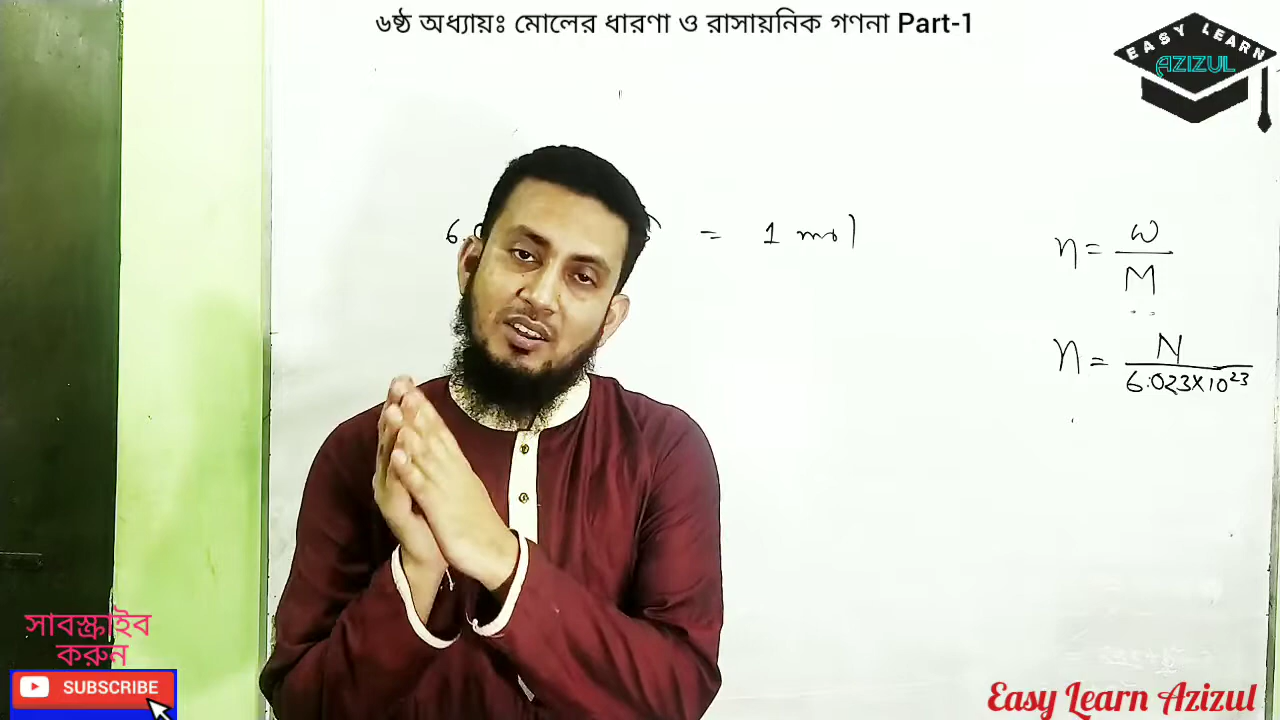 ৬ষ্ঠ অধ্যায়ঃ মোলের ধারণা ও রাসায়নিক গণনা Part-1
EASY LEARN
AZIZUL
6. = 1 mol
n = w / M
n = N / 6.023×10²³
সাবস্ক্রাইব
করুন
SUBSCRIBE
Easy Learn Azizul